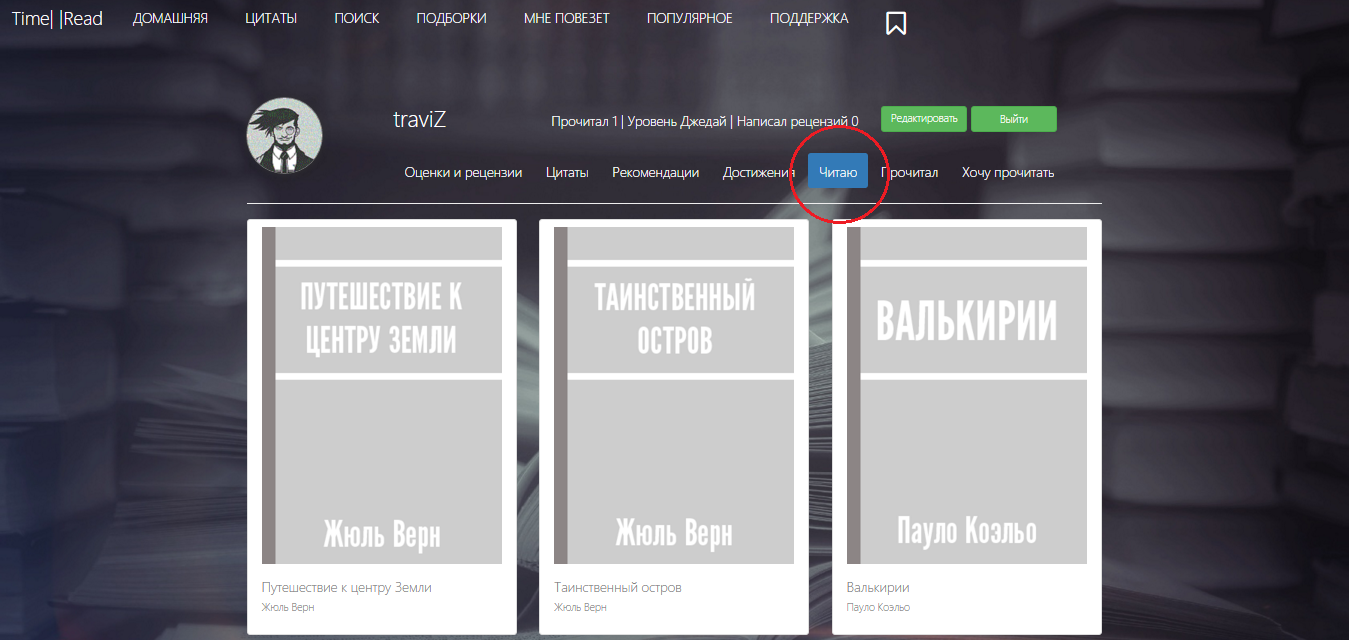 Time| |Read ДОМАШНЯЯ ЦИТАТЫ ПОИСК ПОДБОРКИ МНЕ ПОВЕЗЕТ ПОПУЛЯРНОЕ ПОДДЕРЖКА
traviZ Прочитал 1 | Уровень Джедай | Написал рецензий 0 Редактировать Выйти
Оценки и рецензии Цитаты Рекомендации Достижения Читаю Прочитал Хочу прочитать
ПУТЕШЕСТВИЕ К
ЦЕНТРУ ЗЕМЛИ
Жюль Верн
Путешествие к центру Земли
Жюль Верн
ТАИНСТВЕННЫЙ
ОСТРОВ
Жюль Верн
Таинственный остров
Жюль Верн
ВАЛЬКИРИИ
Пауло Коэльо
Валькирии
Пауло Коэльо